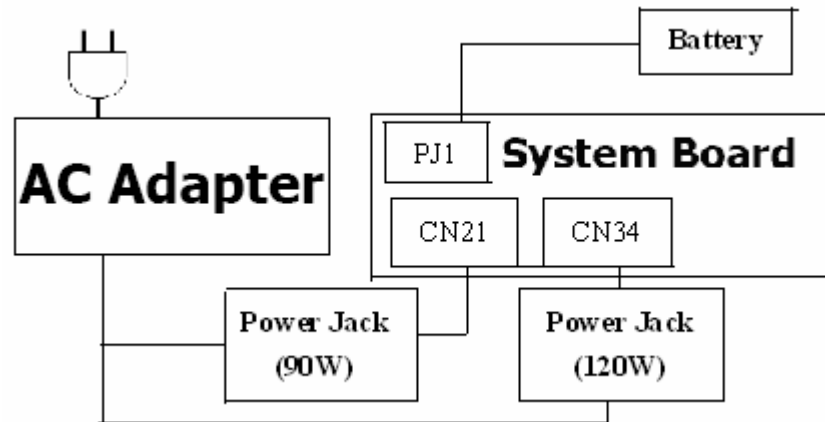 Battery
PJ1
System Board
AC Adapter
CN21
CN34
Power Jack
(90W)
Power Jack
(120W)